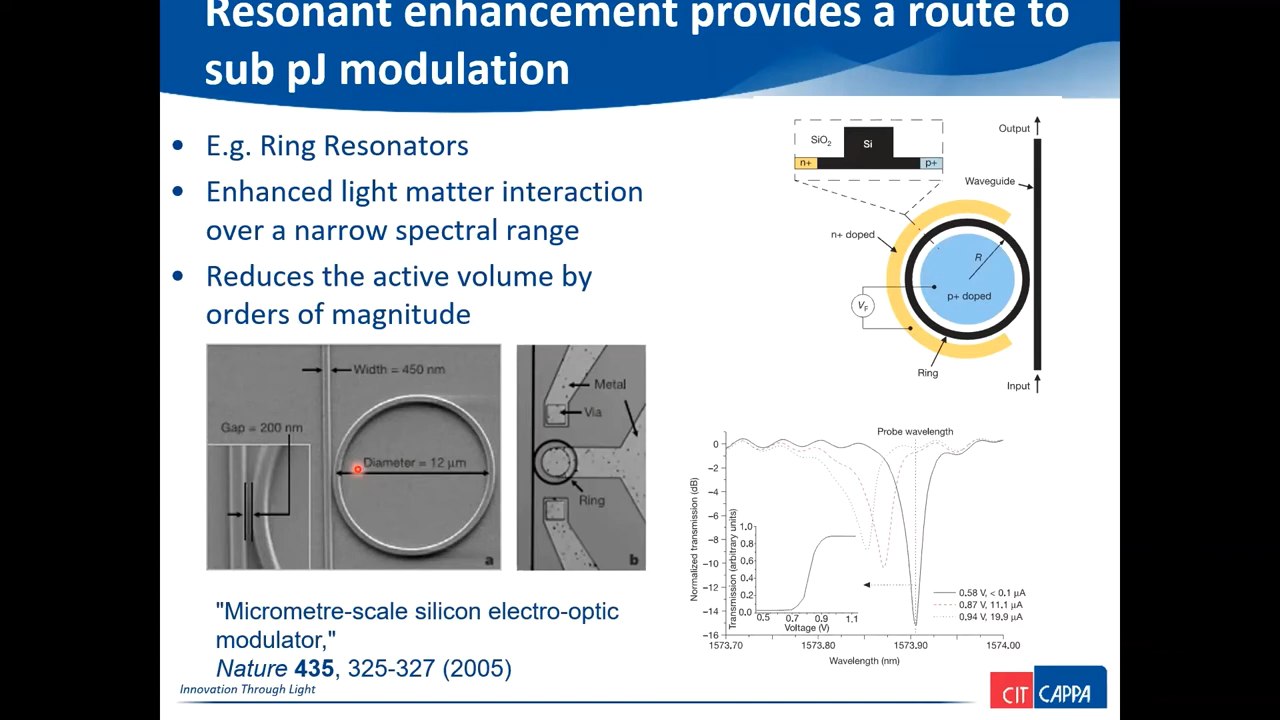 Resonant enhancement provides a route to
sub pJ modulation
• E.g. Ring Resonators
• Enhanced light matter interaction
over a narrow spectral range
• Reduces the active volume by
orders of magnitude
Width = 450 nm
Gap = 200 nm
Diameter = 12 µm
a
Metal
Via
Ring
b
"Micrometre-scale silicon electro-optic
modulator,"
Nature 435, 325-327 (2005)
SiO2
Si
n+
p+
Output
Waveguide
n+ doped
R
p+ doped
VF
Ring
Input
Probe wavelength
Normalized transmission (dB)
0
−2
−4
−6
−8
−10
−12
−14
−16
Transmission (arbitrary units)
1.0
0.8
0.6
0.4
0.2
0.0
0.5 0.7 0.9 1.1
Voltage (V)
0.58 V, < 0.1 µA
0.87 V, 11.1 µA
0.94 V, 19.9 µA
1573.70 1573.80 1573.90 1574.00
Wavelength (nm)
Innovation Through Light
CIT CAPPA